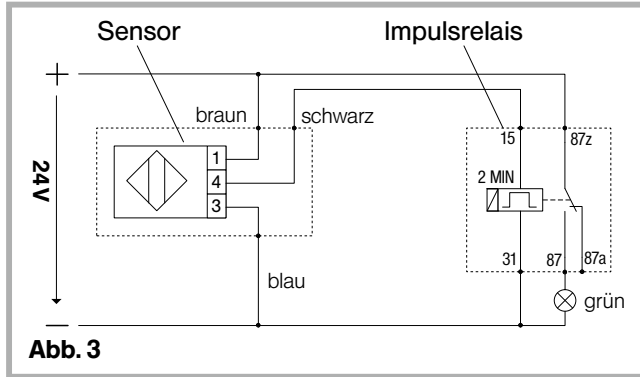 Sensor
Impulsrelais
+
braun
schwarz
15
87z
1
4
3
2 MIN
24V
31
87
87a
blau
grün
–
Abb. 3